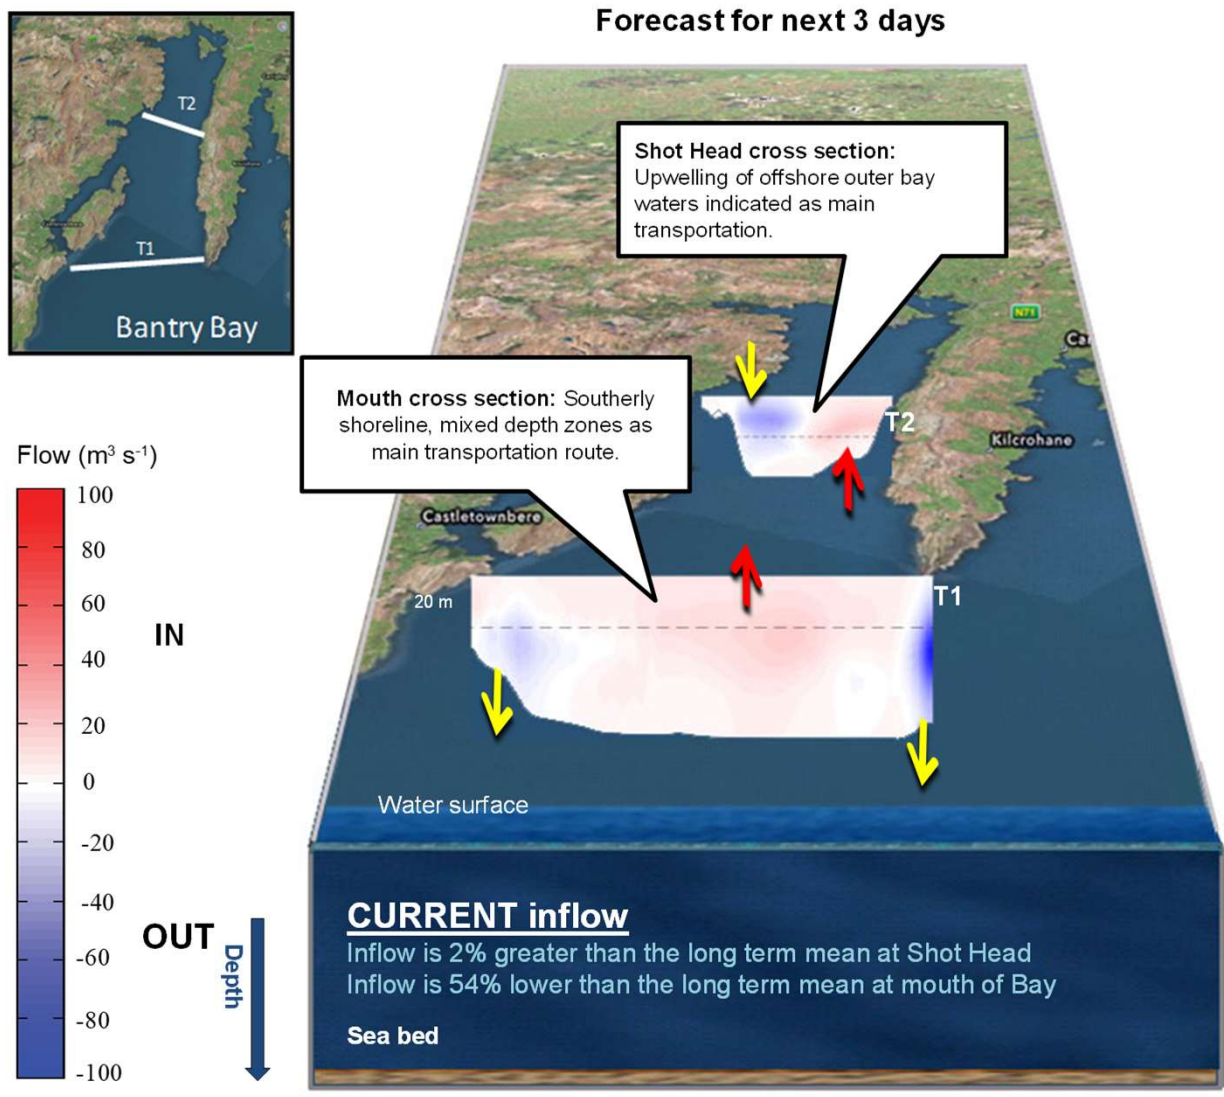 Forecast for next 3 days
T2
T1
Bantry Bay
Shot Head cross section:
Upwelling of offshore outer bay
waters indicated as main
transportation.
N71
Mouth cross section: Southerly
shoreline, mixed depth zones as
main transportation route.
T2
Kilcrohane
Castletownbere
20 m
T1
Flow (m³ s⁻¹)
100
80
60
40
20
0
-20
-40
-60
-80
-100
IN
OUT
Depth
Water surface
CURRENT inflow
Inflow is 2% greater than the long term mean at Shot Head
Inflow is 54% lower than the long term mean at mouth of Bay
Sea bed